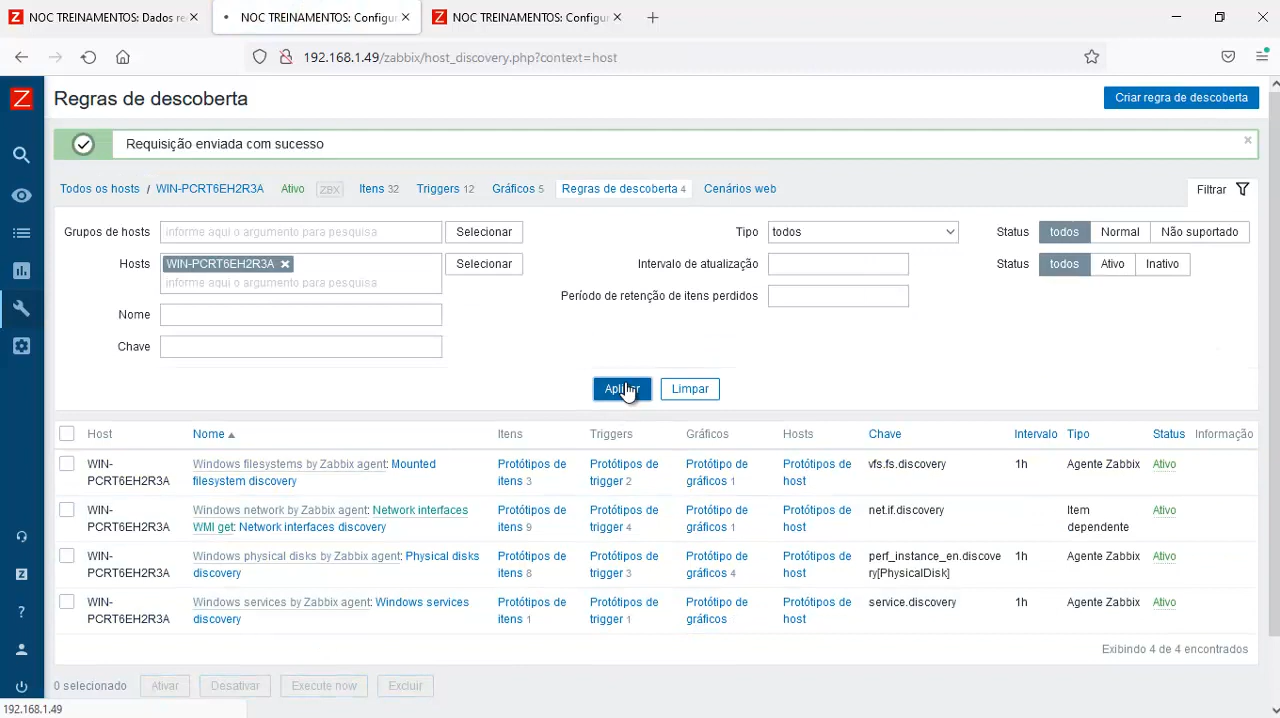 Z NOC TREINAMENTOS: Dados re
NOC TREINAMENTOS: Configur
Z NOC TREINAMENTOS: Configur
192.168.1.49/zabbix/host_discovery.php?context=host
Z
Regras de descoberta
Criar regra de descoberta
Requisição enviada com sucesso
Todos os hosts / WIN-PCRT6EH2R3A Ativo ZBX Itens 32 Triggers 12 Gráficos 5 Regras de descoberta 4 Cenários web Filtrar
Grupos de hosts informe aqui o argumento para pesquisa Selecionar Tipo todos Status todos Normal Não suportado
Hosts WIN-PCRT6EH2R3A Selecionar Intervalo de atualização Status todos Ativo Inativo
informe aqui o argumento para pesquisa
Período de retenção de itens perdidos
Nome
Chave
Aplicar Limpar
Host Nome Itens Triggers Gráficos Hosts Chave Intervalo Tipo Status Informação
WIN- Windows filesystems by Zabbix agent: Mounted Protótipos de Protótipos de Protótipo de Protótipos de vfs.fs.discovery 1h Agente Zabbix Ativo
PCRT6EH2R3A filesystem discovery itens 3 trigger 2 gráficos 1 host
WIN- Windows network by Zabbix agent: Network interfaces Protótipos de Protótipos de Protótipo de Protótipos de net.if.discovery 1h Item Ativo
PCRT6EH2R3A WMI get: Network interfaces discovery itens 9 trigger 4 gráficos 1 host dependente
WIN- Windows physical disks by Zabbix agent: Physical disks Protótipos de Protótipos de Protótipo de Protótipos de perf_instance_en.discove 1h Agente Zabbix Ativo
PCRT6EH2R3A discovery itens 8 trigger 3 gráficos 4 host ry[PhysicalDisk]
WIN- Windows services by Zabbix agent: Windows services Protótipos de Protótipos de Protótipo de Protótipos de service.discovery 1h Agente Zabbix Ativo
PCRT6EH2R3A discovery itens 1 trigger 1 gráficos host
Exibindo 4 de 4 encontrados
0 selecionado Ativar Desativar Execute now Excluir
Z
?
192.168.1.49